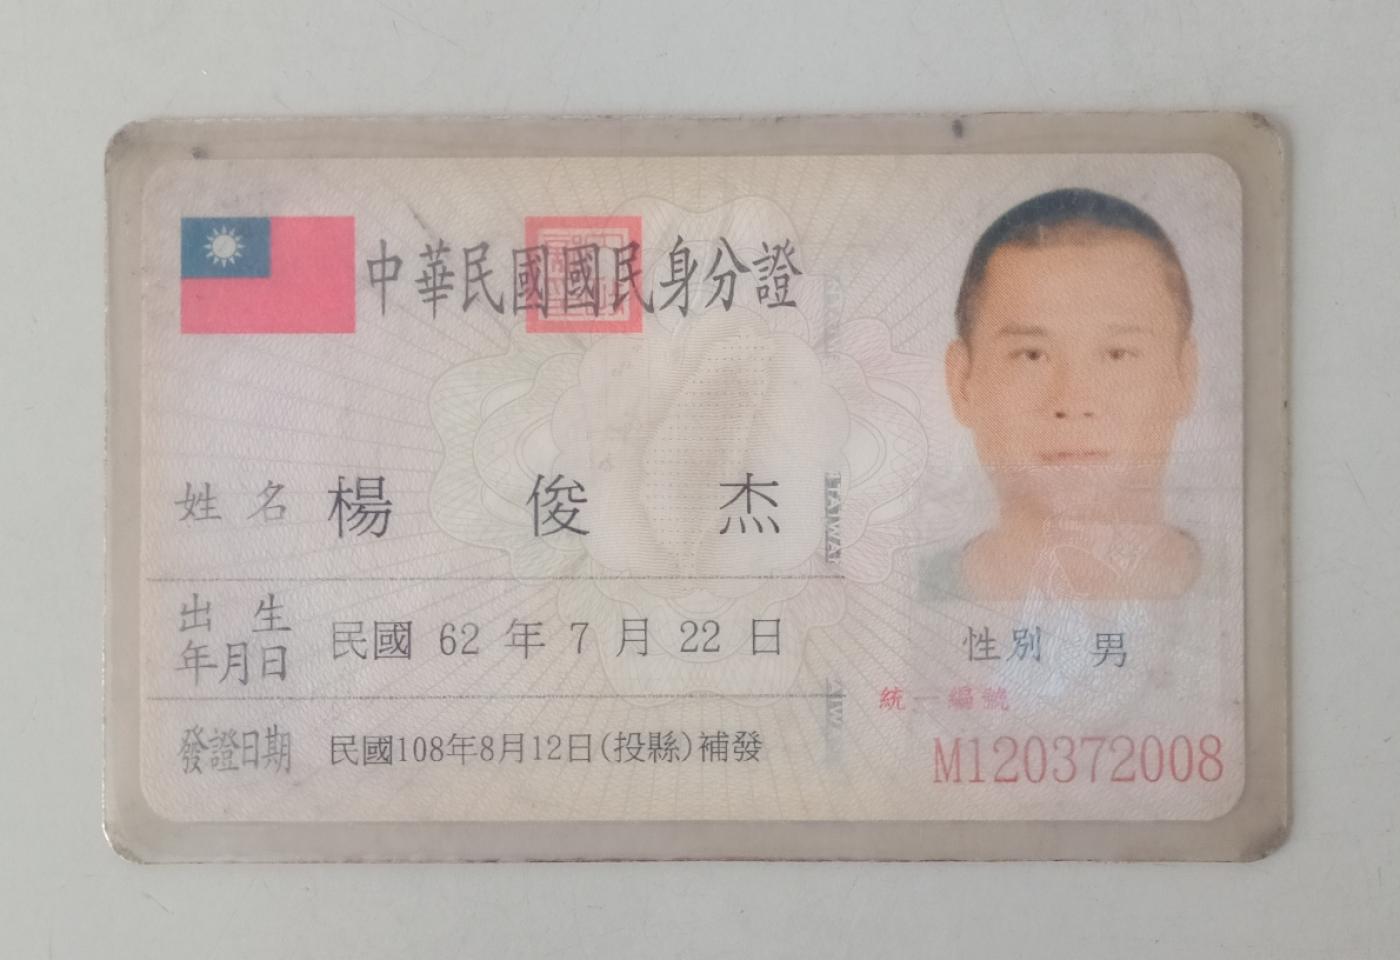 中華民國國民身分證
姓名 楊 俊 杰
出生年月日 民國 62 年 7 月 22 日
性別 男
統一編號
發證日期 民國108年8月12日(投縣)補發
M120372008